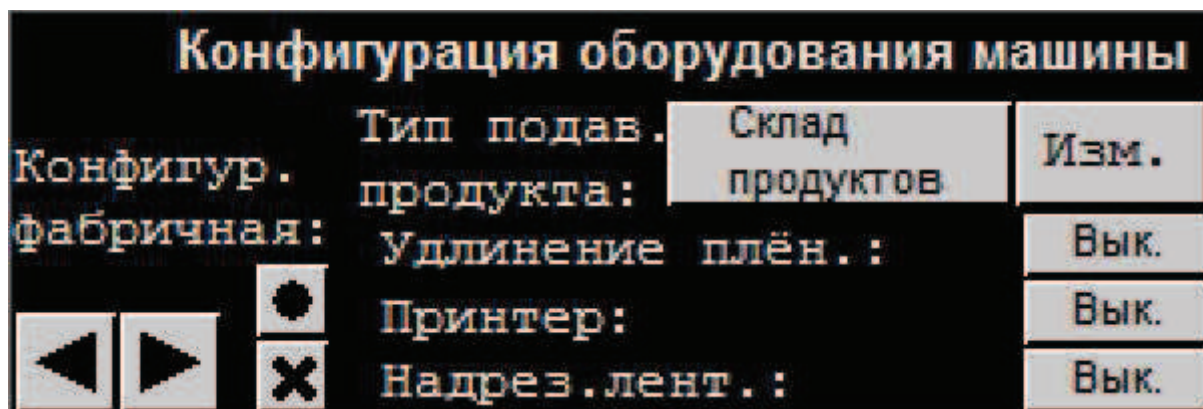 Конфигурация оборудования машины
Конфигур.
фабричная:
Тип подав.
продукта:
Склад
продуктов
Изм.
Удлинение плён.:
Вык.
Принтер:
Вык.
Надрез.лент.:
Вык.